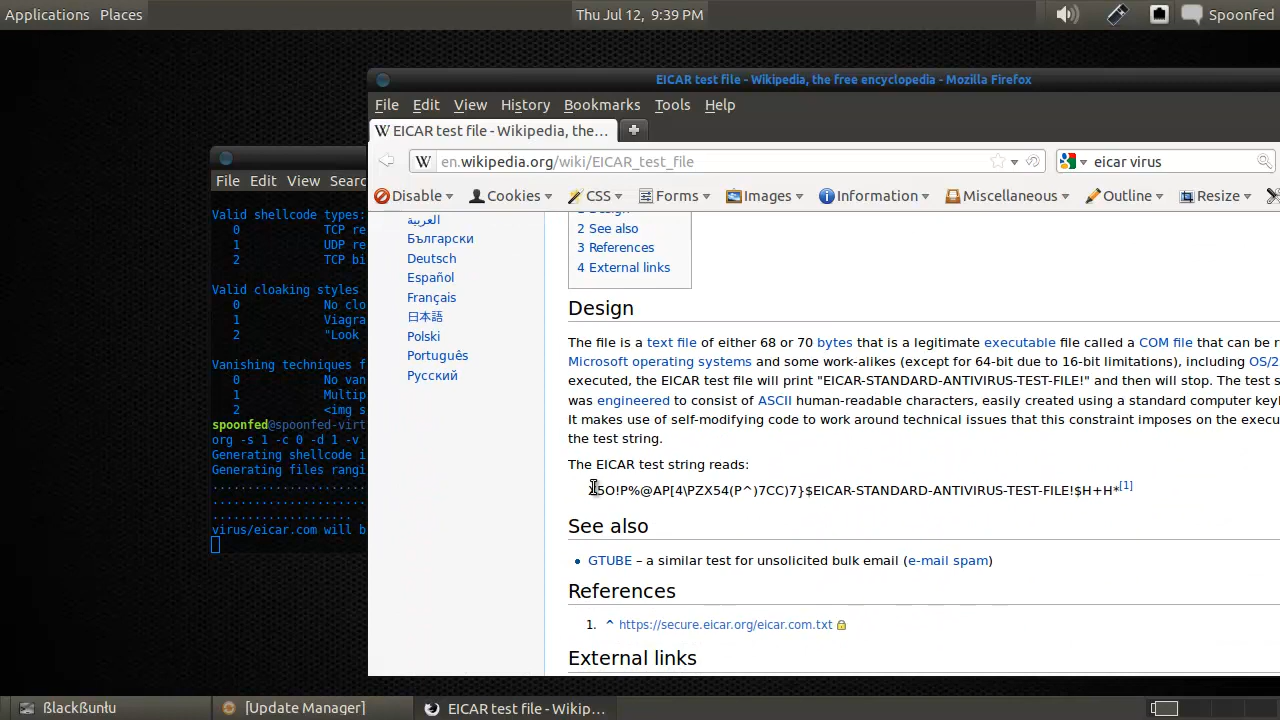 Applications Places Thu Jul 12, 9:39 PM Spoonfed
EICAR test file - Wikipedia, the free encyclopedia - Mozilla Firefox
File Edit View History Bookmarks Tools Help
EICAR test file - Wikipedia, the...
en.wikipedia.org/wiki/EICAR_test_file eicar virus
Disable Cookies CSS Forms Images Information Miscellaneous Outline Resize
File Edit View Searc
Valid shellcode types:
0 TCP re
1 UDP re
2 TCP bi
Valid cloaking styles
0 No clo
1 Viagra
2 "Look
Vanishing techniques f
0 No van
1 Multip
2 <img s
spoonfed@spoonfed-virt
org -s 1 -c 0 -d 1 -v
Generating shellcode i
Generating files rangi
......................
......................
...................
virus/eicar.com will b
العربية
Български
Deutsch
Español
Français
日本語
Polski
Português
Русский
2 See also
3 References
4 External links
Design
The file is a text file of either 68 or 70 bytes that is a legitimate executable file called a COM file that can be r
Microsoft operating systems and some work-alikes (except for 64-bit due to 16-bit limitations), including OS/2
executed, the EICAR test file will print "EICAR-STANDARD-ANTIVIRUS-TEST-FILE!" and then will stop. The test s
was engineered to consist of ASCII human-readable characters, easily created using a standard computer key
It makes use of self-modifying code to work around technical issues that this constraint imposes on the execu
the test string.
The EICAR test string reads:
X5O!P%@AP[4\PZX54(P^)7CC)7}$EICAR-STANDARD-ANTIVIRUS-TEST-FILE!$H+H*[1]
See also
GTUBE – a similar test for unsolicited bulk email (e-mail spam)
References
1. ^ https://secure.eicar.org/eicar.com.txt
External links
ßlackßunłu [Update Manager] EICAR test file - Wikip...